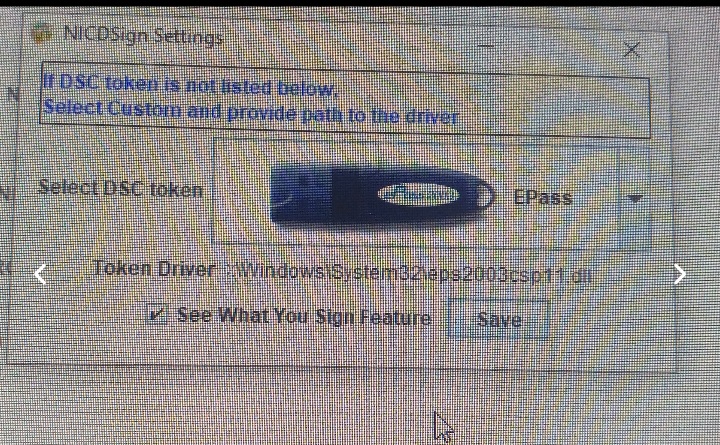 NICDSign Settings
If DSC token is not listed below,
Select Custom and provide path to the driver
Select DSC token
EPass
Token Driver :\Windows\System32\eps2003csp11.dll
See What You Sign Feature
Save